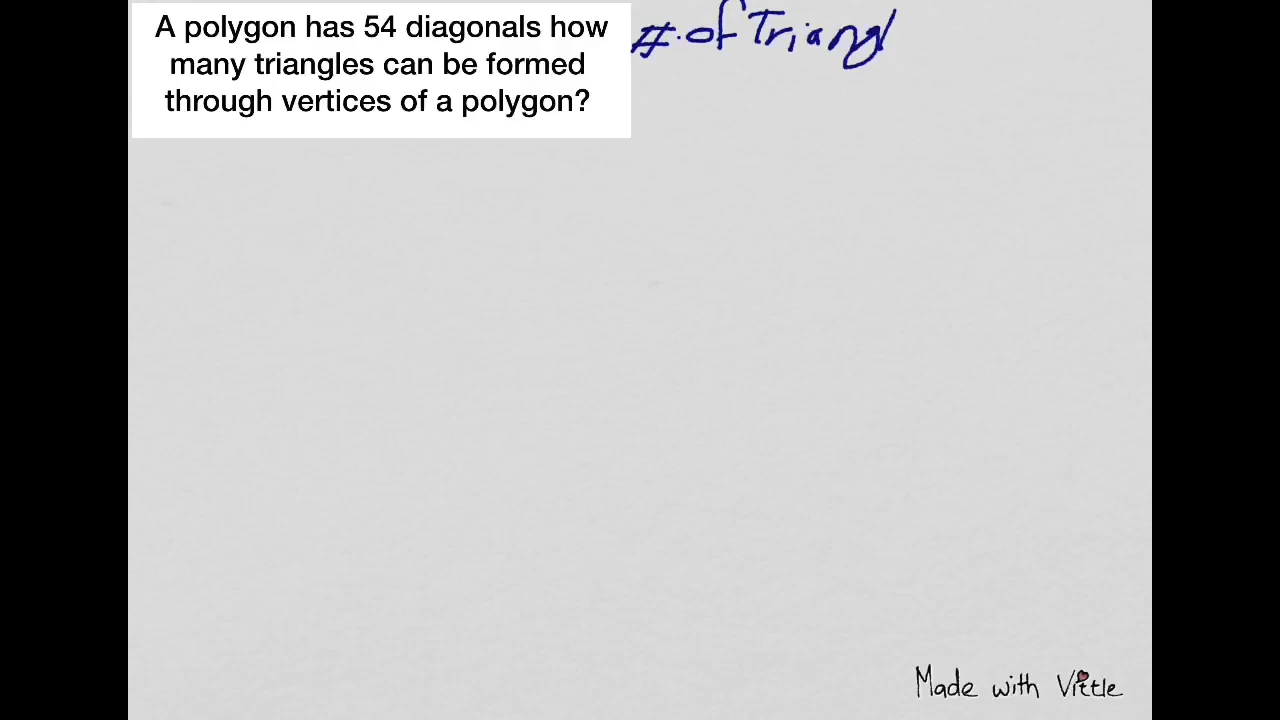 A polygon has 54 diagonals how
many triangles can be formed
through vertices of a polygon?
#.of Triangl
Made with Vittle